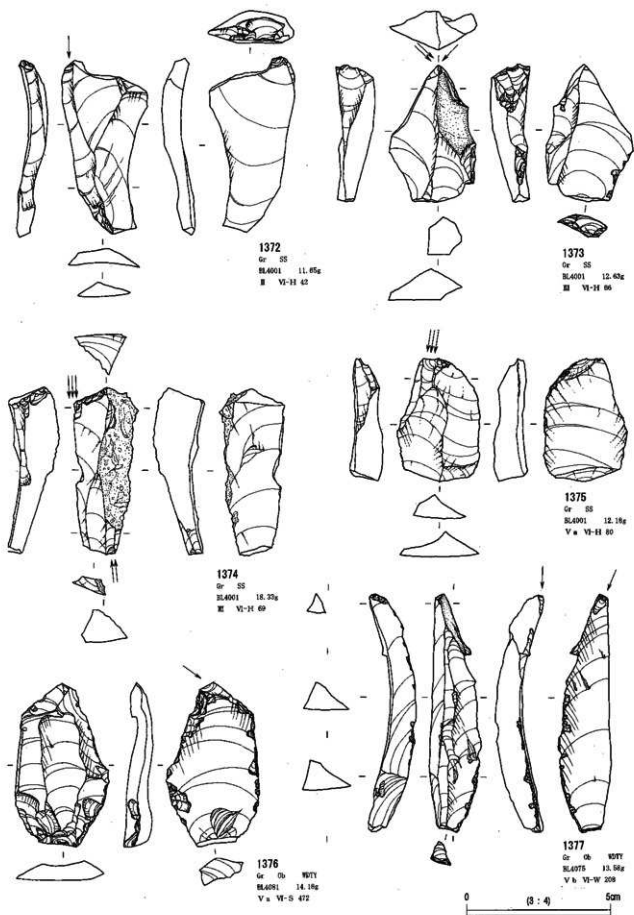 1372
Gr SS
BL4001 11.65g
Ⅱ Ⅵ-H 42
1373
Gr SS
BL4001 12.63g
Ⅲ Ⅵ-H 66
1374
Gr SS
BL4001 18.33g
Ⅲ Ⅵ-H 69
1375
Gr SS
BL4001 12.18g
Ⅴa Ⅵ-H 80
1376
Gr Ob WDTY
BL4081 14.18g
Ⅴa Ⅵ-S 472
1377
Gr Ob WDTY
BL4075 13.58g
Ⅴb Ⅵ-W 208
0 (3:4) 5cm